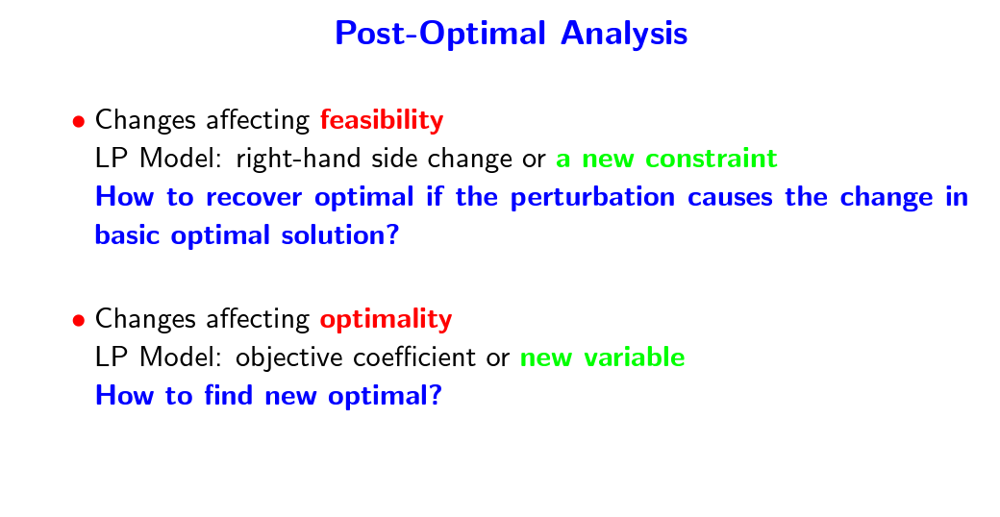 Post-Optimal Analysis
• Changes affecting feasibility
LP Model: right-hand side change or a new constraint
How to recover optimal if the perturbation causes the change in
basic optimal solution?
• Changes affecting optimality
LP Model: objective coefficient or new variable
How to find new optimal?